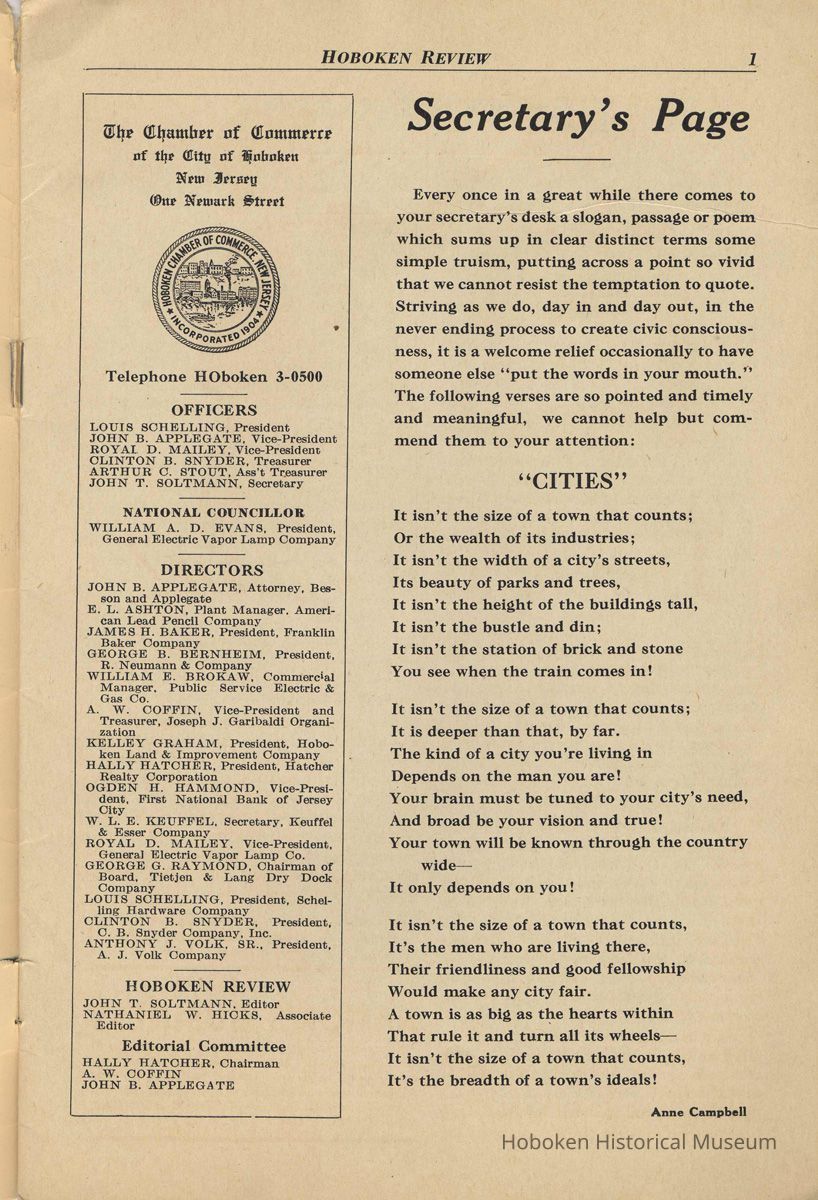 HOBOKEN REVIEW 1
The Chamber of Commerce
of the City of Hoboken
New Jersey
One Newark Street
HOBOKEN CHAMBER OF COMMERCE, NEW JERSEY
★ INCORPORATED 1904 ★
Telephone HOboken 3-0500
OFFICERS
LOUIS SCHELLING, President
JOHN B. APPLEGATE, Vice-President
ROYAL D. MAILEY, Vice-President
CLINTON B. SNYDER, Treasurer
ARTHUR C. STOUT, Ass't Treasurer
JOHN T. SOLTMANN, Secretary
NATIONAL COUNCILLOR
WILLIAM A. D. EVANS, President,
General Electric Vapor Lamp Company
DIRECTORS
JOHN B. APPLEGATE, Attorney, Bes-
son and Applegate
E. L. ASHTON, Plant Manager, Ameri-
can Lead Pencil Company
JAMES H. BAKER, President, Franklin
Baker Company
GEORGE B. BERNHEIM, President,
R. Neumann & Company
WILLIAM E. BROKAW, Commercial
Manager, Public Service Electric &
Gas Co.
A. W. COFFIN, Vice-President and
Treasurer, Joseph J. Garibaldi Organi-
zation
KELLEY GRAHAM, President, Hobo-
ken Land & Improvement Company
HALLY HATCHER, President, Hatcher
Realty Corporation
OGDEN H. HAMMOND, Vice-Presi-
dent, First National Bank of Jersey
City
W. L. E. KEUFFEL, Secretary, Keuffel
& Esser Company
ROYAL D. MAILEY, Vice-President,
General Electric Vapor Lamp Co.
GEORGE G. RAYMOND, Chairman of
Board, Tietjen & Lang Dry Dock
Company
LOUIS SCHELLING, President, Schel-
ling Hardware Company
CLINTON B. SNYDER, President,
C. B. Snyder Company, Inc.
ANTHONY J. VOLK, SR., President,
A. J. Volk Company
HOBOKEN REVIEW
JOHN T. SOLTMANN, Editor
NATHANIEL W. HICKS, Associate
Editor
Editorial Committee
HALLY HATCHER, Chairman
A. W. COFFIN
JOHN B. APPLEGATE
Secretary's Page
Every once in a great while there comes to
your secretary's desk a slogan, passage or poem
which sums up in clear distinct terms some
simple truism, putting across a point so vivid
that we cannot resist the temptation to quote.
Striving as we do, day in and day out, in the
never ending process to create civic conscious-
ness, it is a welcome relief occasionally to have
someone else "put the words in your mouth."
The following verses are so pointed and timely
and meaningful, we cannot help but com-
mend them to your attention:
"CITIES"
It isn't the size of a town that counts;
Or the wealth of its industries;
It isn't the width of a city's streets,
Its beauty of parks and trees,
It isn't the height of the buildings tall,
It isn't the bustle and din;
It isn't the station of brick and stone
You see when the train comes in!
It isn't the size of a town that counts;
It is deeper than that, by far.
The kind of a city you're living in
Depends on the man you are!
Your brain must be tuned to your city's need,
And broad be your vision and true!
Your town will be known through the country
wide—
It only depends on you!
It isn't the size of a town that counts,
It's the men who are living there,
Their friendliness and good fellowship
Would make any city fair.
A town is as big as the hearts within
That rule it and turn all its wheels—
It isn't the size of a town that counts,
It's the breadth of a town's ideals!
Anne Campbell
Hoboken Historical Museum